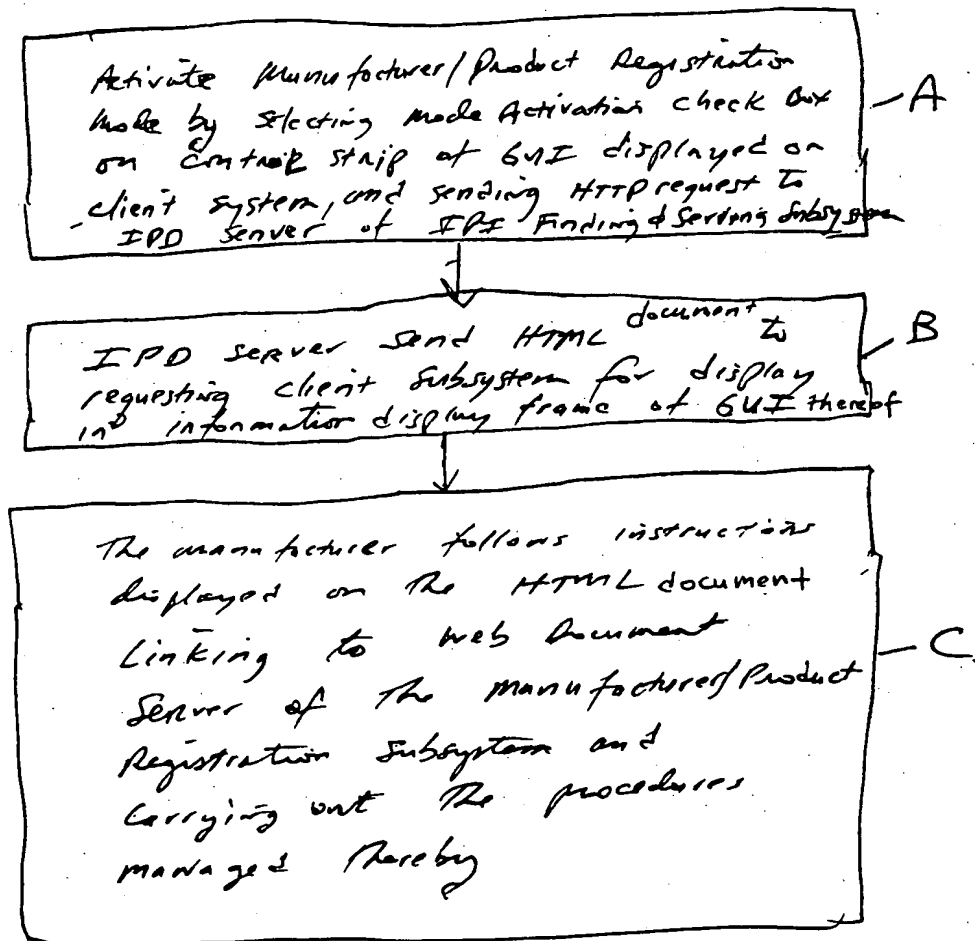 Activate Manufacturer/Product Registration
Mode by selecting Mode Activation Check Box
on Control strip of GUI displayed on
client system, and sending HTTP request to
IPD server of IPI Finding & Serving Subsystem
A
IPD server send HTML document to
requesting client subsystem for display
in information display frame of GUI thereof
B
The manufacturer follows instructions
displayed on the HTML document
Linking to Web Document
Server of the Manufacturer/Product
Registration Subsystem and
Carrying out the procedures
managed thereby
C